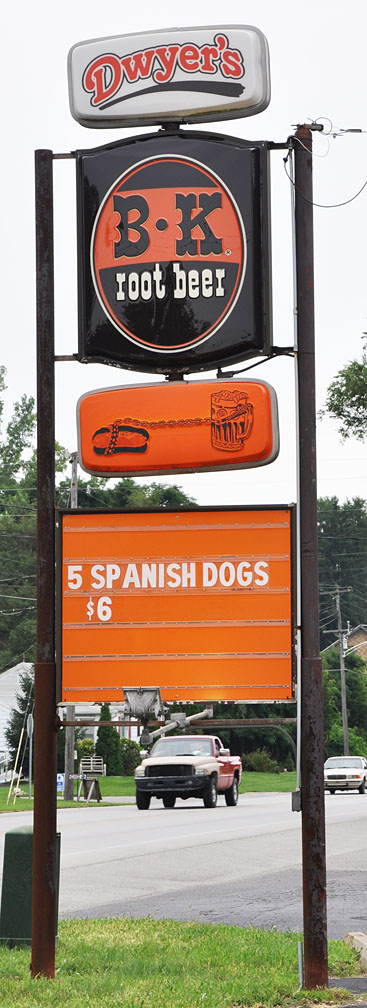 Dwyer's
B·K®
root beer
5 SPANISH DOGS
$6